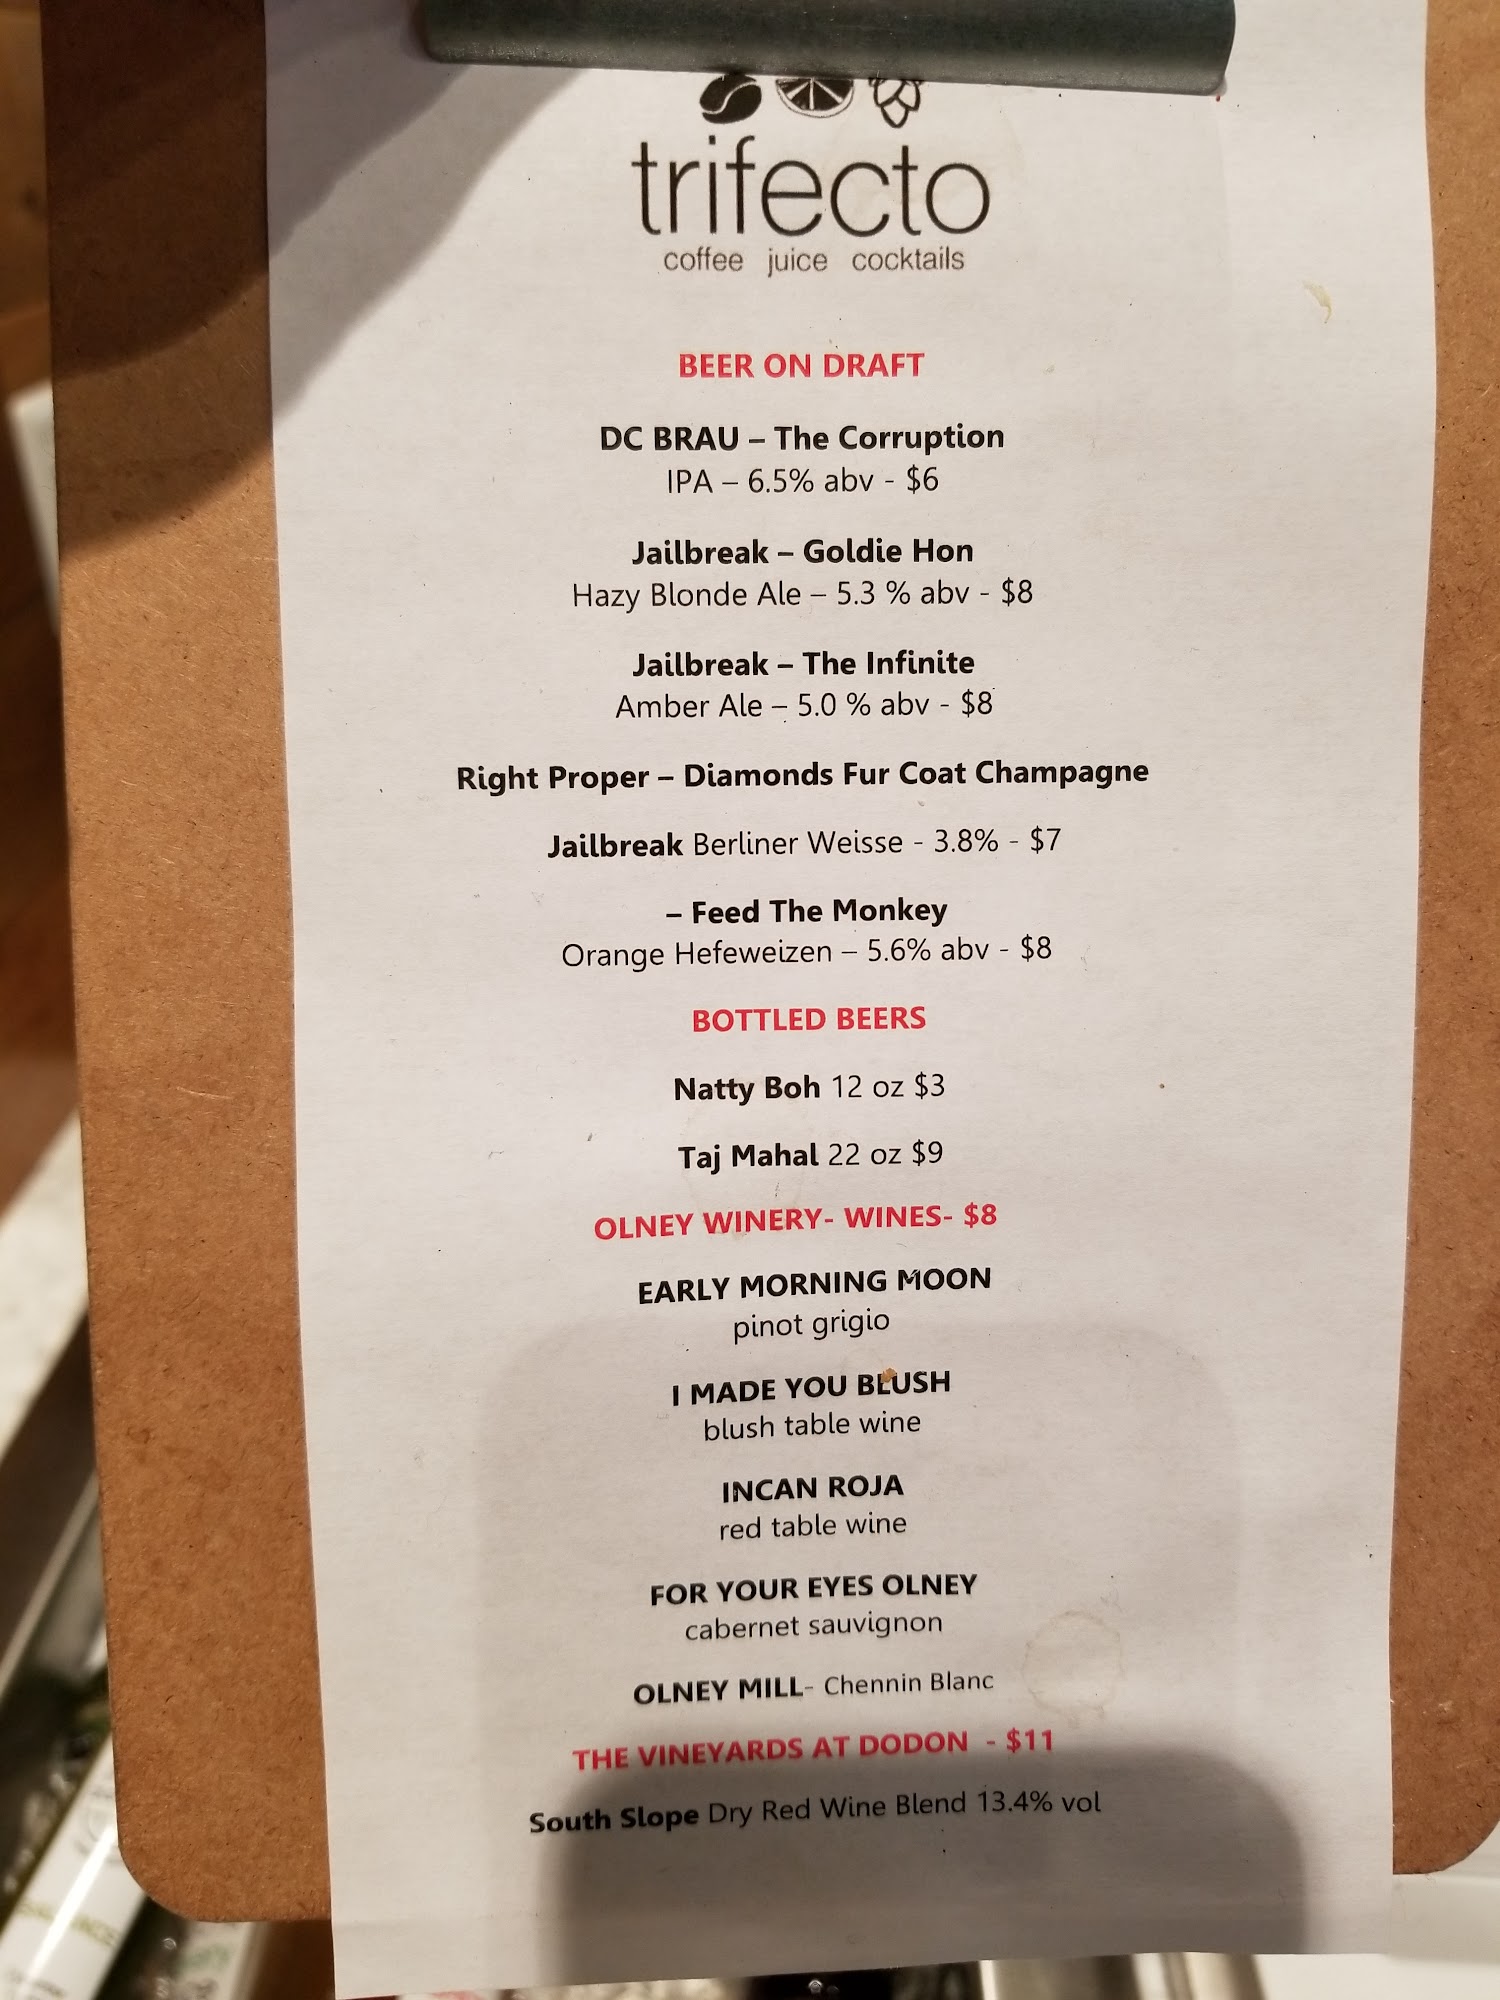 trifecto
coffee juice cocktails
BEER ON DRAFT
DC BRAU – The Corruption
IPA – 6.5% abv - $6
Jailbreak – Goldie Hon
Hazy Blonde Ale – 5.3 % abv - $8
Jailbreak – The Infinite
Amber Ale – 5.0 % abv - $8
Right Proper – Diamonds Fur Coat Champagne
Jailbreak Berliner Weisse - 3.8% - $7
– Feed The Monkey
Orange Hefeweizen – 5.6% abv - $8
BOTTLED BEERS
Natty Boh 12 oz $3
Taj Mahal 22 oz $9
OLNEY WINERY- WINES- $8
EARLY MORNING MOON
pinot grigio
I MADE YOU BLUSH
blush table wine
INCAN ROJA
red table wine
FOR YOUR EYES OLNEY
cabernet sauvignon
OLNEY MILL- Chennin Blanc
THE VINEYARDS AT DODON - $11
South Slope Dry Red Wine Blend 13.4% vol